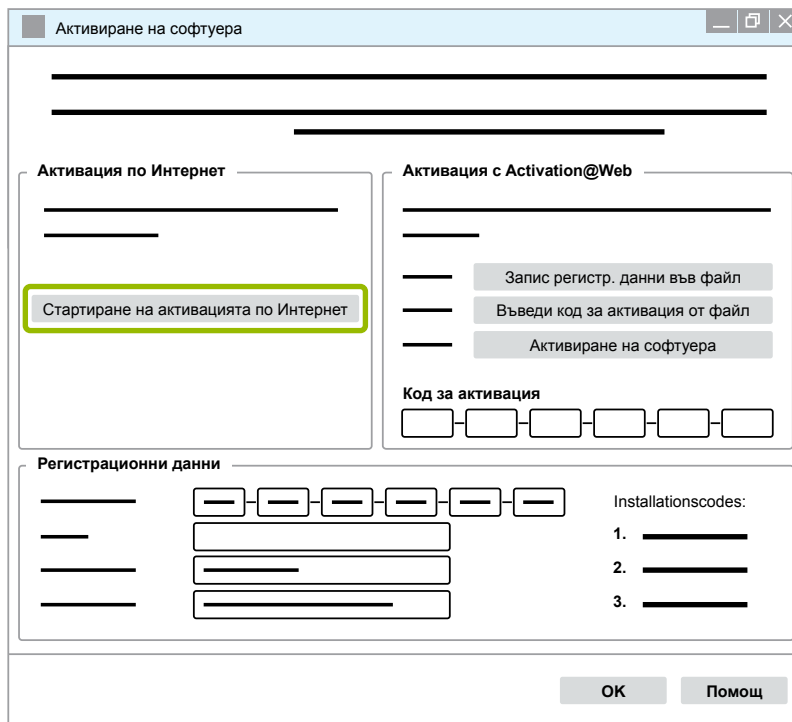 Активиране на софтуера
Активация по Интернет
Стартиране на активацията по Интернет
Активация с Activation@Web
Запис регистр. данни във файл
Въведи код за активация от файл
Активиране на софтуера
Код за активация
Регистрационни данни
Installationscodes:
1.
2.
3.
OK
Помощ